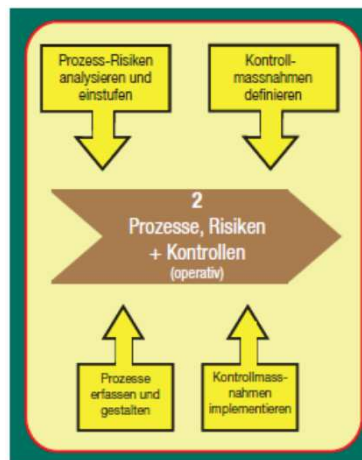 Prozess-Risiken
analysieren und
einstufen
Kontroll-
massnahmen
definieren
2
Prozesse, Risiken
+ Kontrollen
(operativ)
Prozesse
erfassen und
gestalten
Kontrollmass-
nahmen
implementieren